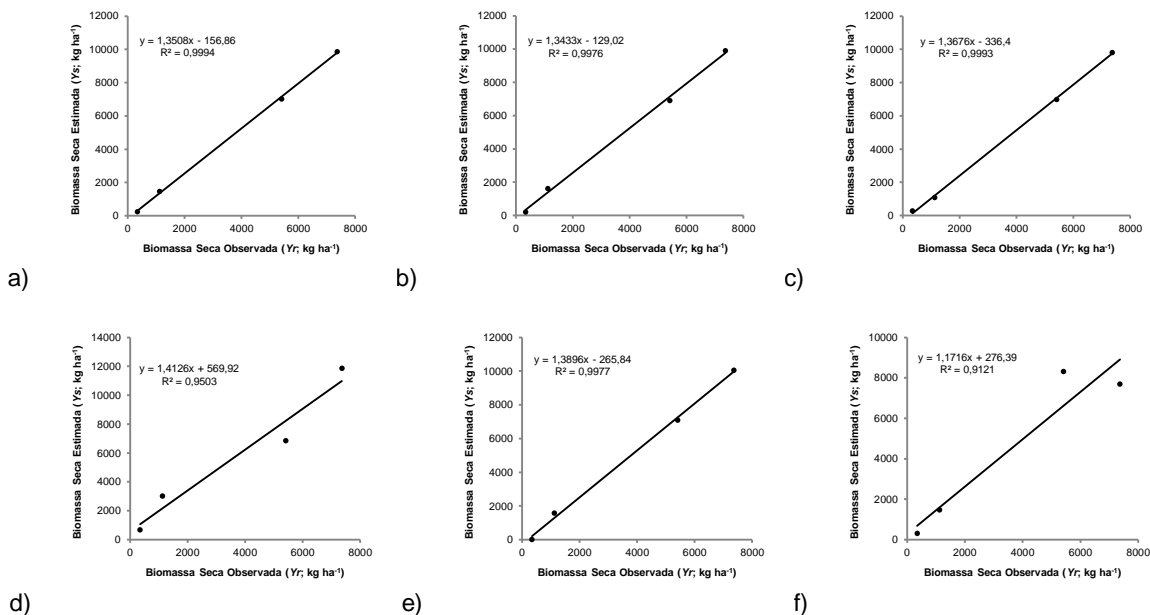 Biomassa Seca Estimada (Ys; kg ha-1)
12000
10000
8000
6000
4000
2000
0
y = 1,3508x - 156,86
R² = 0,9994
0 2000 4000 6000 8000
Biomassa Seca Observada (Yr; kg ha-1)
a)
Biomassa Seca Estimada (Ys; kg ha-1)
12000
10000
8000
6000
4000
2000
0
y = 1,3433x - 129,02
R² = 0,9976
0 2000 4000 6000 8000
Biomassa Seca Observada (Yr; kg ha-1)
b)
Biomassa Seca Estimada (Ys; kg ha-1)
12000
10000
8000
6000
4000
2000
0
y = 1,3676x - 336,4
R² = 0,9993
0 2000 4000 6000 8000
Biomassa Seca Observada (Yr; kg ha-1)
c)
Biomassa Seca Estimada (Ys; kg ha-1)
14000
12000
10000
8000
6000
4000
2000
0
y = 1,4126x + 569,92
R² = 0,9503
0 2000 4000 6000 8000
Biomassa Seca Observada (Yr; kg ha-1)
d)
Biomassa Seca Estimada (Ys; kg ha-1)
12000
10000
8000
6000
4000
2000
0
y = 1,3896x - 265,84
R² = 0,9977
0 2000 4000 6000 8000
Biomassa Seca Observada (Yr; kg ha-1)
e)
Biomassa Seca Estimada (Ys; kg ha-1)
10000
8000
6000
4000
2000
0
y = 1,1716x + 276,39
R² = 0,9121
0 2000 4000 6000 8000
Biomassa Seca Observada (Yr; kg ha-1)
f)